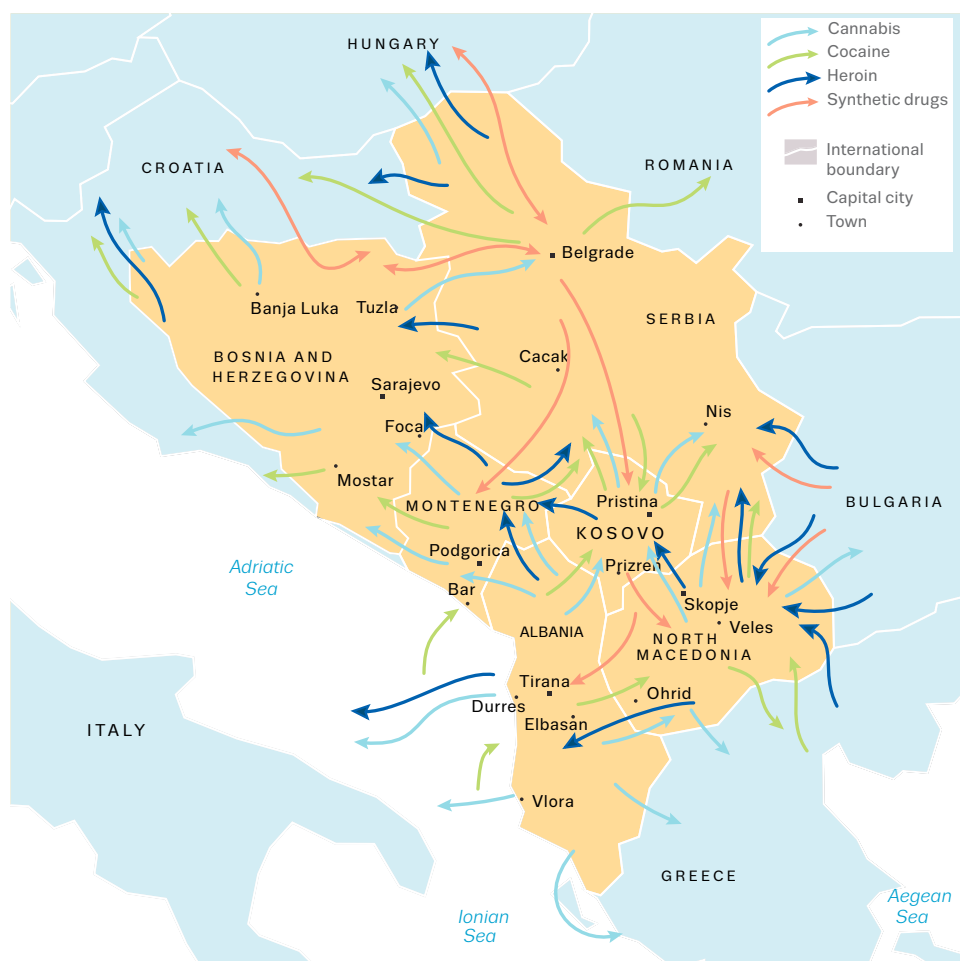 HUNGARY
Cannabis
Cocaine
Heroin
Synthetic drugs
International
boundary
Capital city
Town
CROATIA
ROMANIA
Belgrade
Banja Luka
Tuzla
SERBIA
BOSNIA AND
HERZEGOVINA
Cacak
Sarajevo
Foca
Nis
Mostar
MONTENEGRO
Pristina
BULGARIA
KOSOVO
Podgorica
Prizren
Adriatic
Sea
Bar
Skopje
ALBANIA
Veles
NORTH
MACEDONIA
Tirana
Ohrid
Durres
Elbasan
ITALY
Vlora
GREECE
Ionian
Sea
Aegean
Sea